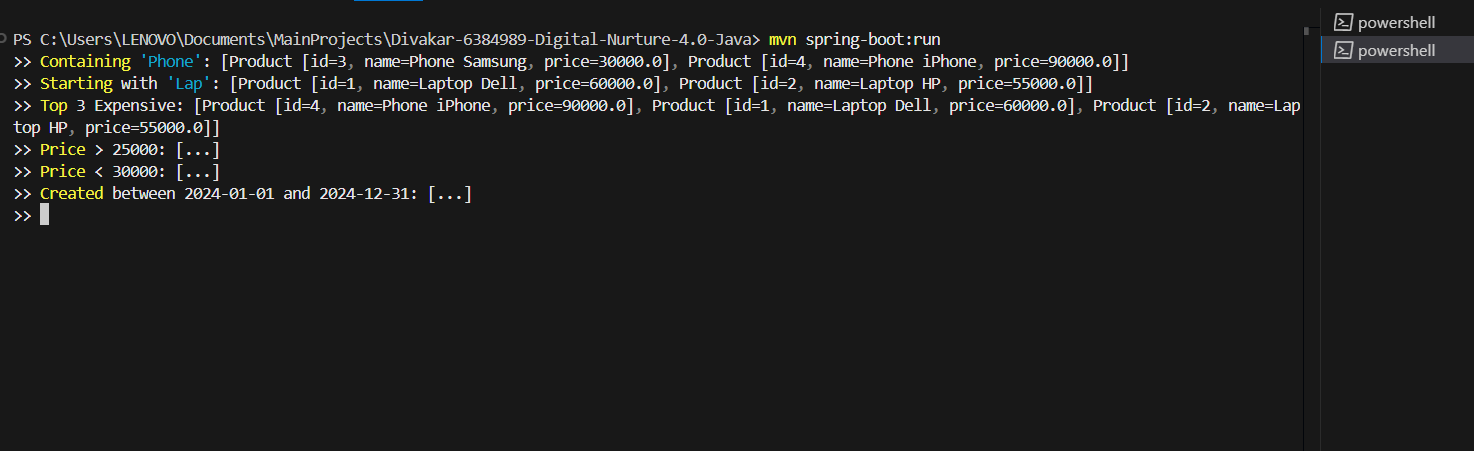 PS C:\Users\LENOVO\Documents\MainProjects\Divakar-6384989-Digital-Nurture-4.0-Java> mvn spring-boot:run
>> Containing 'Phone': [Product [id=3, name=Phone Samsung, price=30000.0], Product [id=4, name=Phone iPhone, price=90000.0]]
>> Starting with 'Lap': [Product [id=1, name=Laptop Dell, price=60000.0], Product [id=2, name=Laptop HP, price=55000.0]]
>> Top 3 Expensive: [Product [id=4, name=Phone iPhone, price=90000.0], Product [id=1, name=Laptop Dell, price=60000.0], Product [id=2, name=Lap
top HP, price=55000.0]]
>> Price > 25000: [...]
>> Price < 30000: [...]
>> Created between 2024-01-01 and 2024-12-31: [...]
>>
powershell
powershell